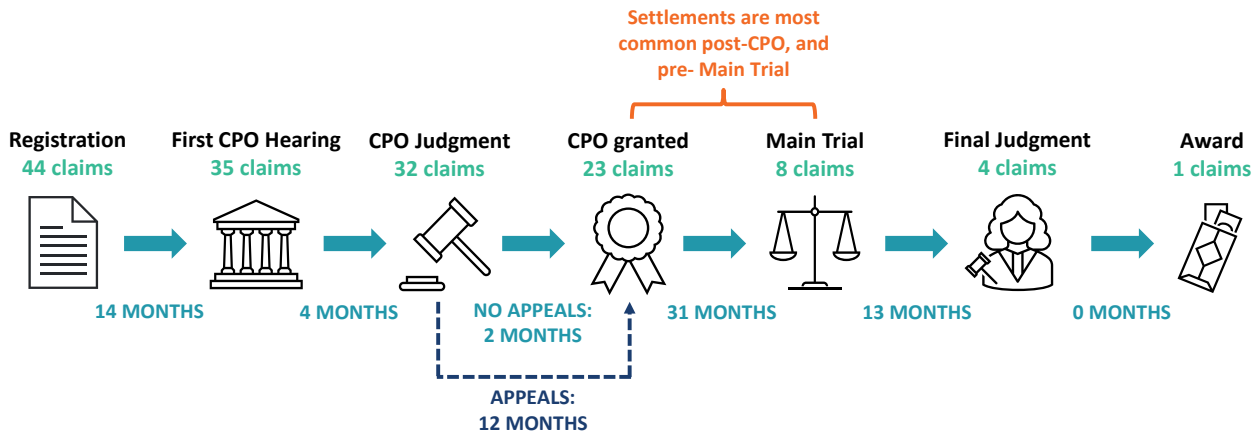 Settlements are most
common post-CPO, and
pre- Main Trial
Registration
44 claims
First CPO Hearing
35 claims
CPO Judgment
32 claims
CPO granted
23 claims
Main Trial
8 claims
Final Judgment
4 claims
Award
1 claims
14 MONTHS
4 MONTHS
NO APPEALS:
2 MONTHS
31 MONTHS
13 MONTHS
0 MONTHS
APPEALS:
12 MONTHS